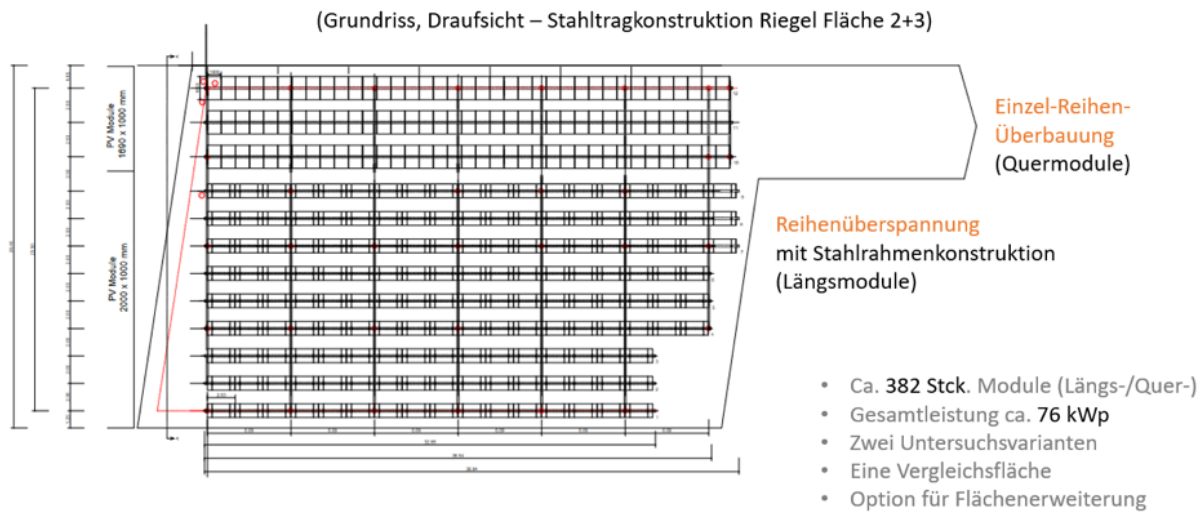 (Grundriss, Draufsicht – Stahltragkonstruktion Riegel Fläche 2+3)
PV Module
1690 x 1000 mm
PV Module
2000 x 1000 mm
Einzel-Reihen-
Überbauung
(Quermodule)
Reihenüberspannung
mit Stahlrahmenkonstruktion
(Längsmodule)
• Ca. 382 Stck. Module (Längs-/Quer-)
• Gesamtleistung ca. 76 kWp
• Zwei Untersuchsvarianten
• Eine Vergleichsfläche
• Option für Flächenerweiterung